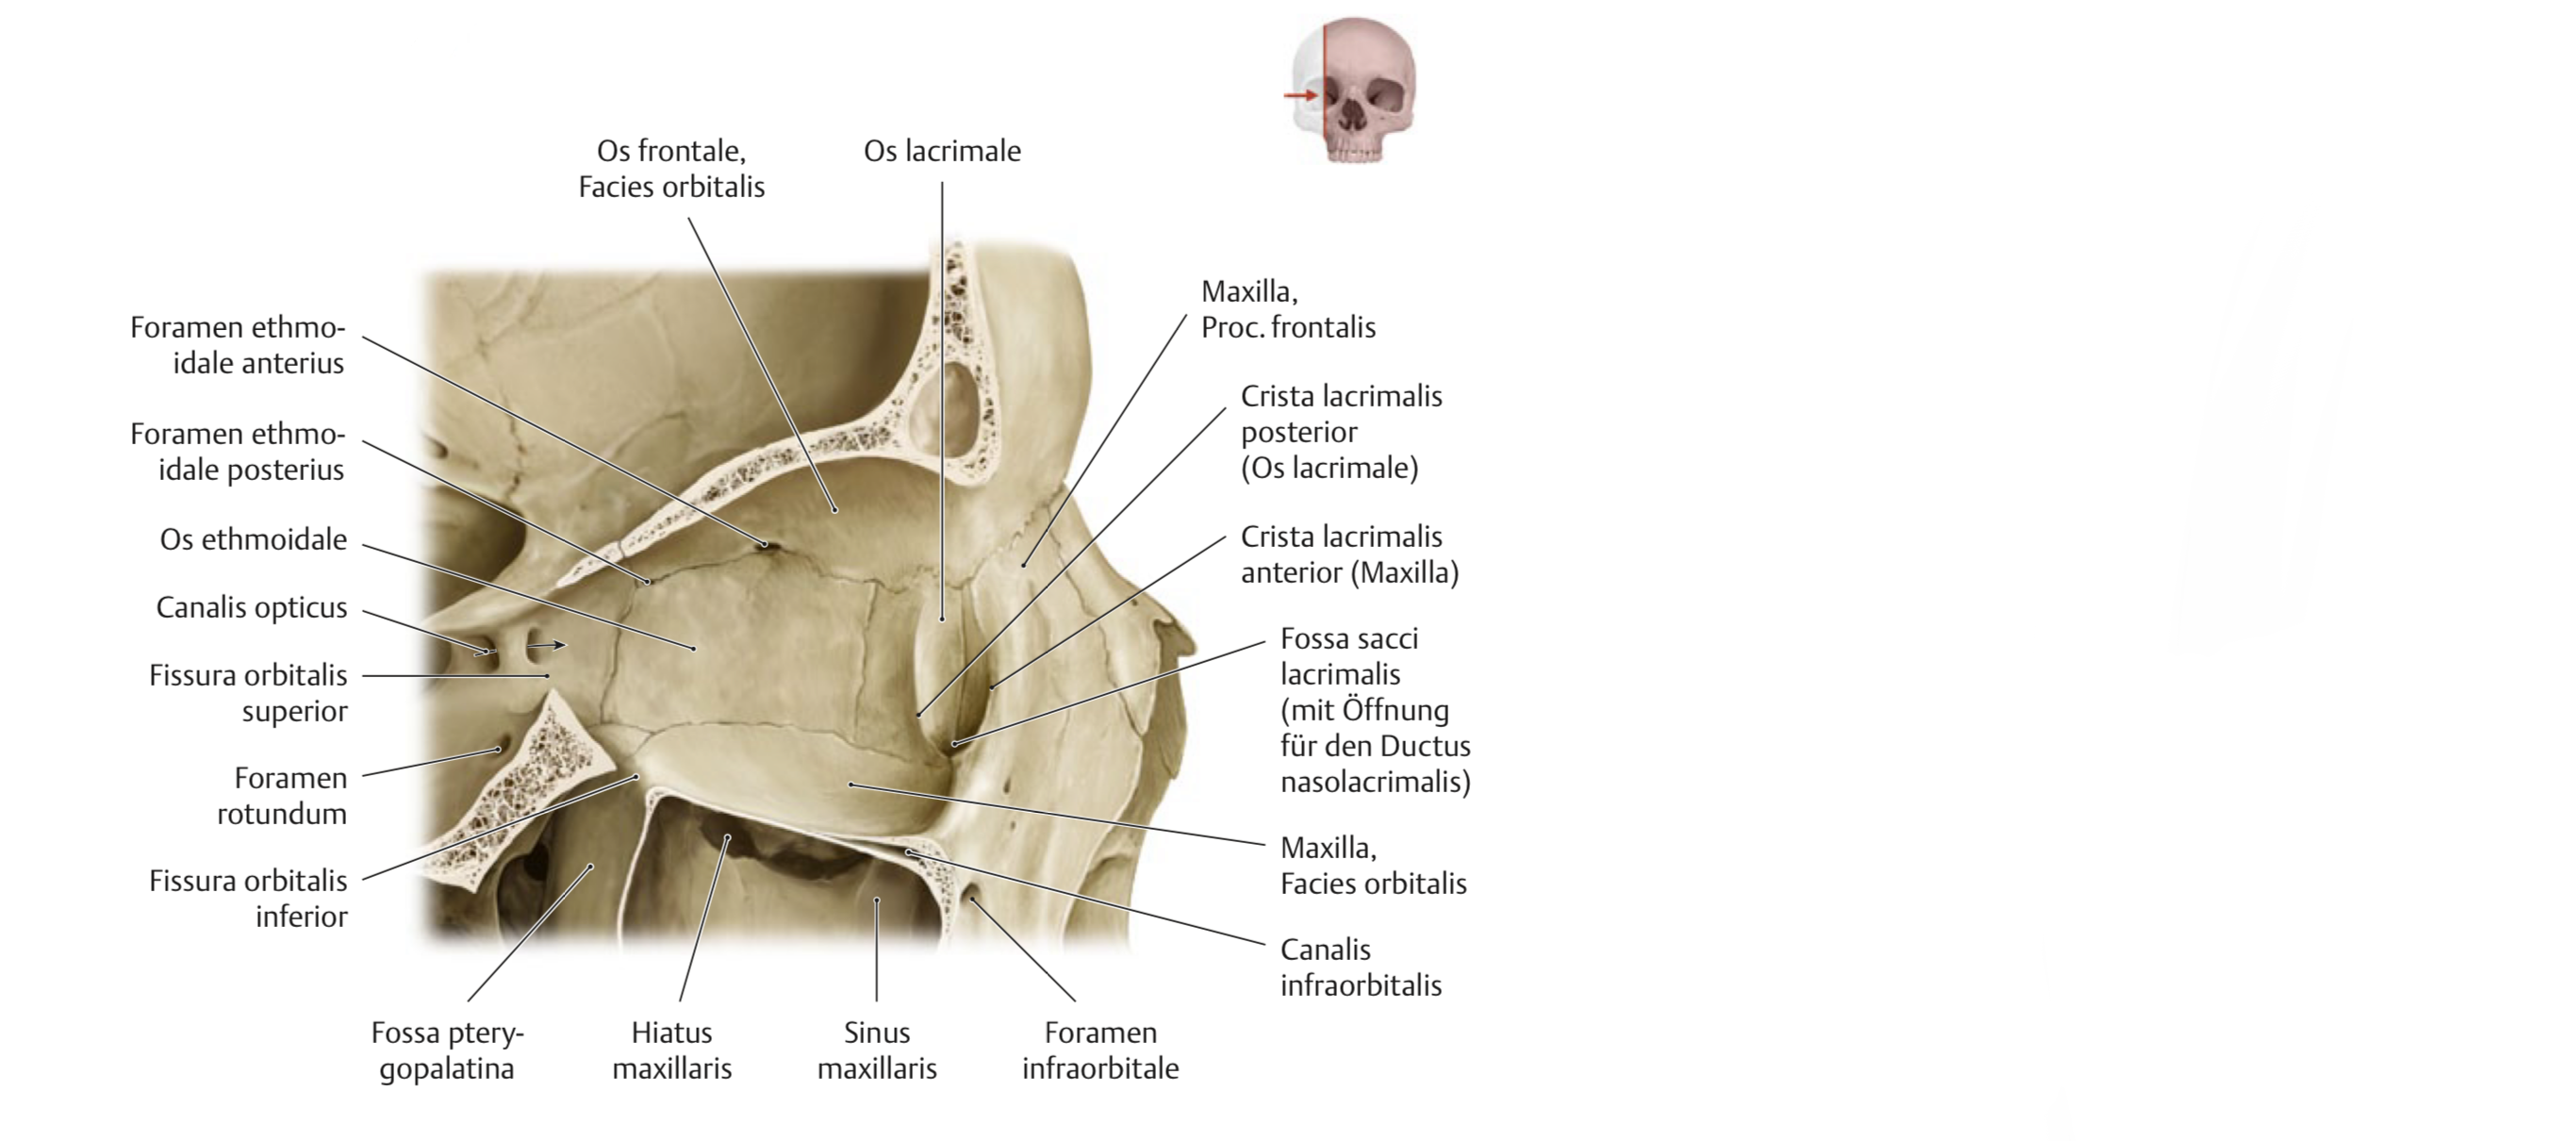 Os frontale,
Facies orbitalis
Os lacrimale
Foramen ethmo-
idale anterius
Foramen ethmo-
idale posterius
Os ethmoidale
Canalis opticus
Fissura orbitalis
superior
Foramen
rotundum
Fissura orbitalis
inferior
Maxilla,
Proc. frontalis
Crista lacrimalis
posterior
(Os lacrimale)
Crista lacrimalis
anterior (Maxilla)
Fossa sacci
lacrimalis
(mit Öffnung
für den Ductus
nasolacrimalis)
Maxilla,
Facies orbitalis
Canalis
infraorbitalis
Fossa ptery-
gopalatina
Hiatus
maxillaris
Sinus
maxillaris
Foramen
infraorbitale